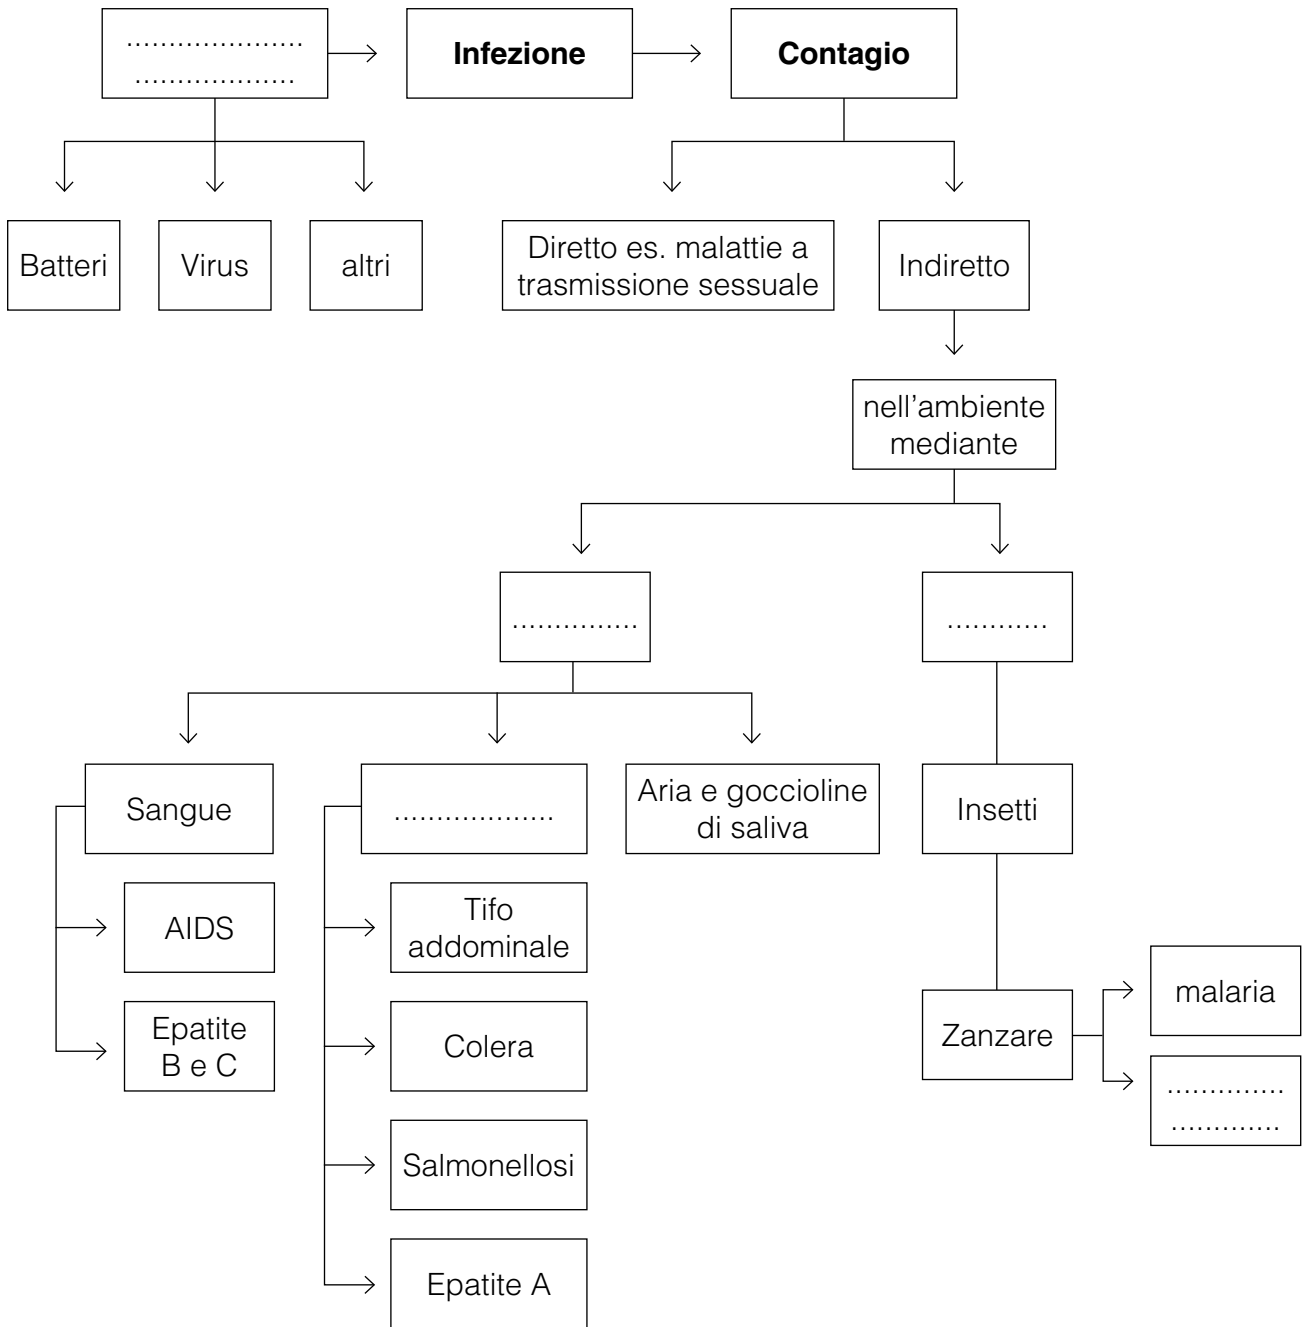 .....................
...................
Infezione
Contagio
Batteri
Virus
altri
Diretto es. malattie a
trasmissione sessuale
Indiretto
nell'ambiente
mediante
...............
............
Sangue
...................
Aria e goccioline
di saliva
Insetti
AIDS
Tifo
addominale
Epatite
B e C
Colera
Zanzare
malaria
..............
.............
Salmonellosi
Epatite A